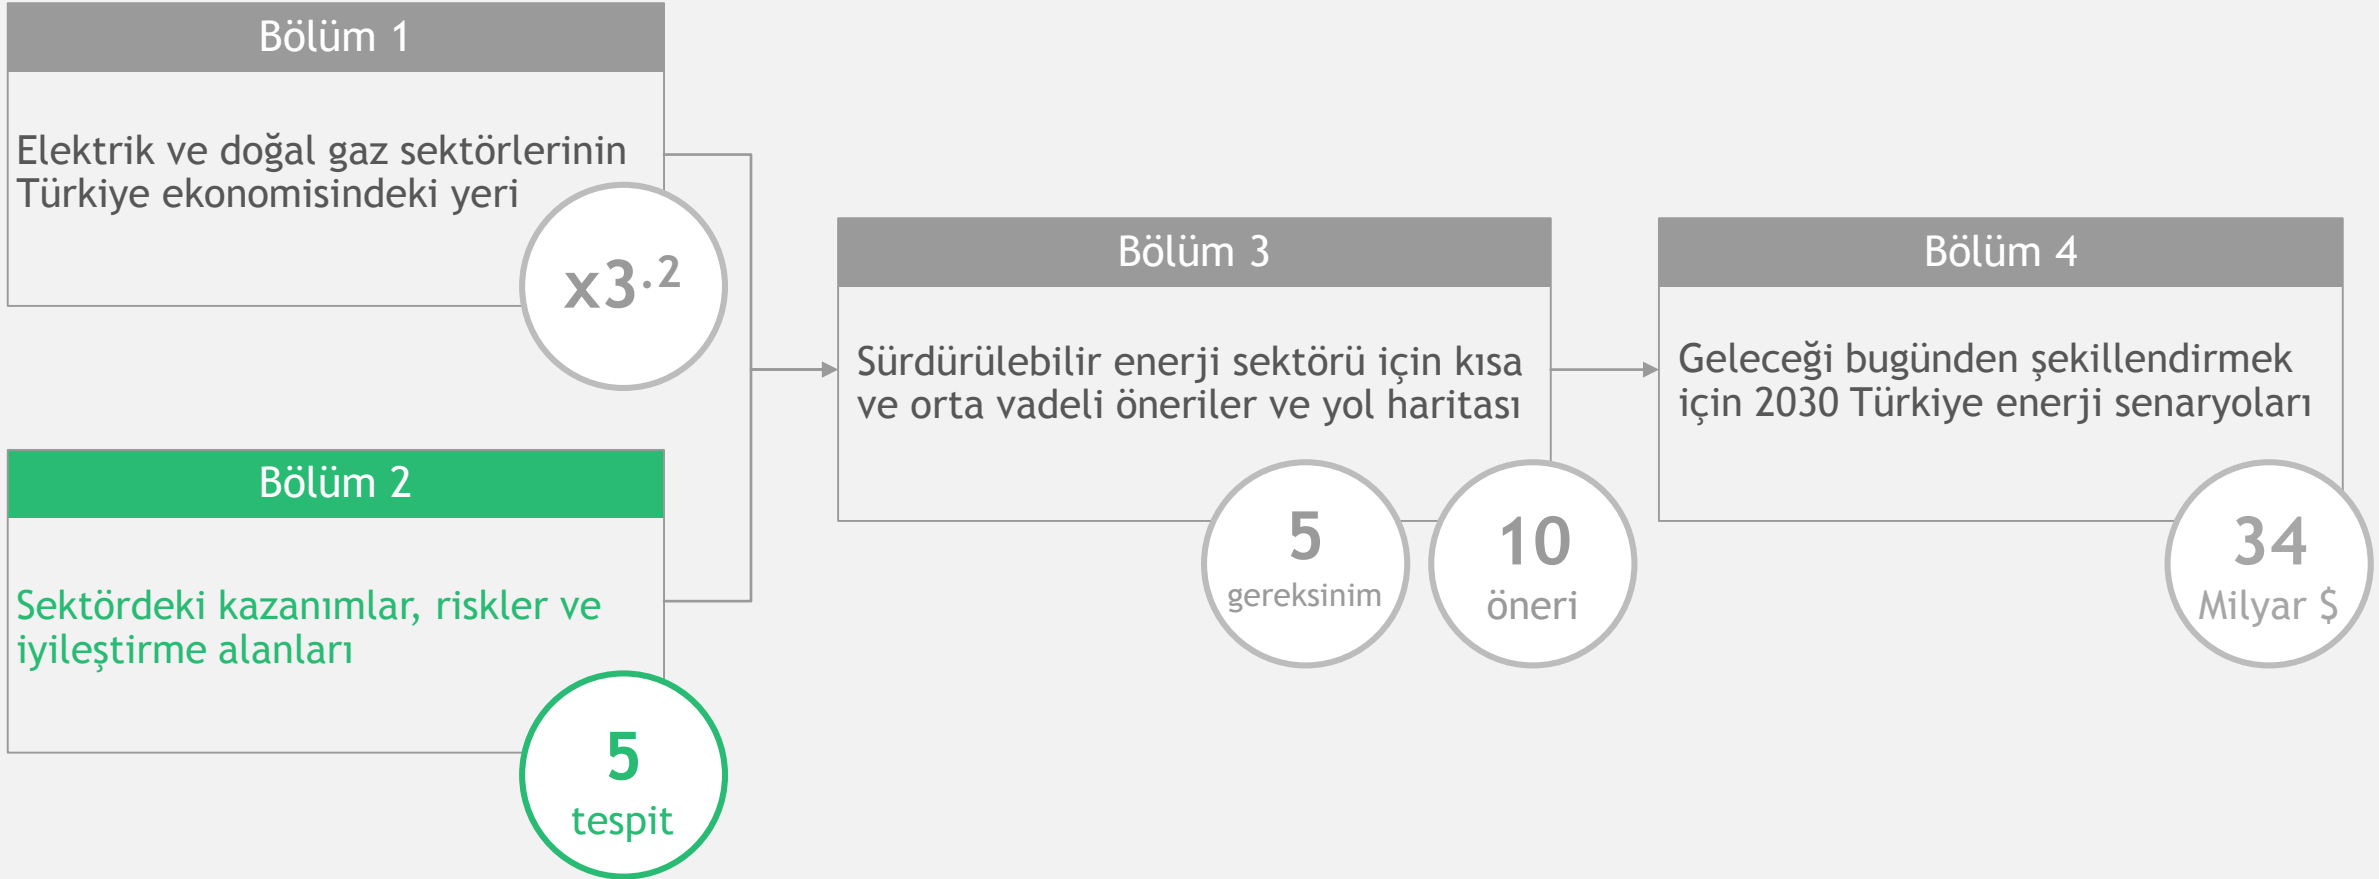 Bölüm 1
Elektrik ve doğal gaz sektörlerinin
Türkiye ekonomisindeki yeri
x3.2
Bölüm 2
Sektördeki kazanımlar, riskler ve
iyileştirme alanları
5
tespit
Bölüm 3
Sürdürülebilir enerji sektörü için kısa
ve orta vadeli öneriler ve yol haritası
5
gereksinim
10
öneri
Bölüm 4
Geleceği bugünden şekillendirmek
için 2030 Türkiye enerji senaryoları
34
Milyar $